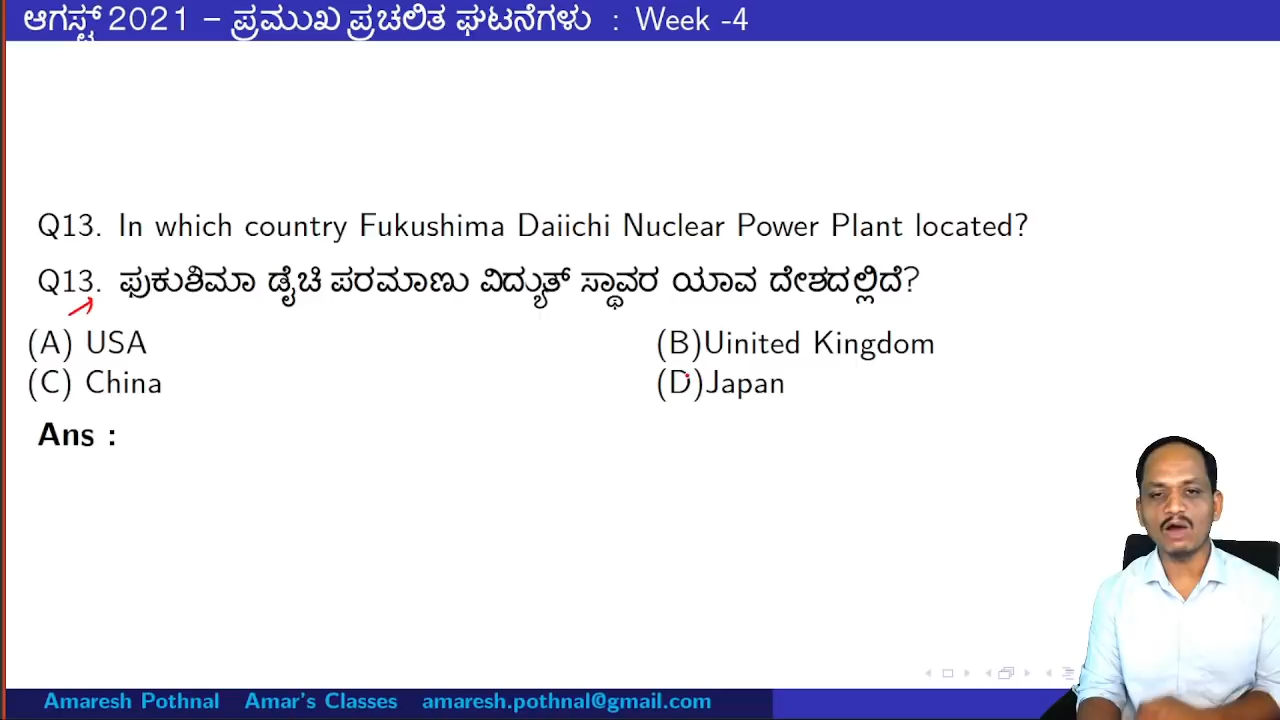 ಆಗಸ್ಟ್ 2021 – ಪ್ರಮುಖ ಪ್ರಚಲಿತ ಘಟನೆಗಳು : Week -4
Q13. In which country Fukushima Daiichi Nuclear Power Plant located?
Q13. ಫುಕುಶಿಮಾ ಡೈಚಿ ಪರಮಾಣು ವಿದ್ಯುತ್ ಸ್ಥಾವರ ಯಾವ ದೇಶದಲ್ಲಿದೆ?
(A) USA (B)Uinited Kingdom
(C) China (D)Japan
Ans :
Amaresh Pothnal Amar's Classes amaresh.pothnal@gmail.com